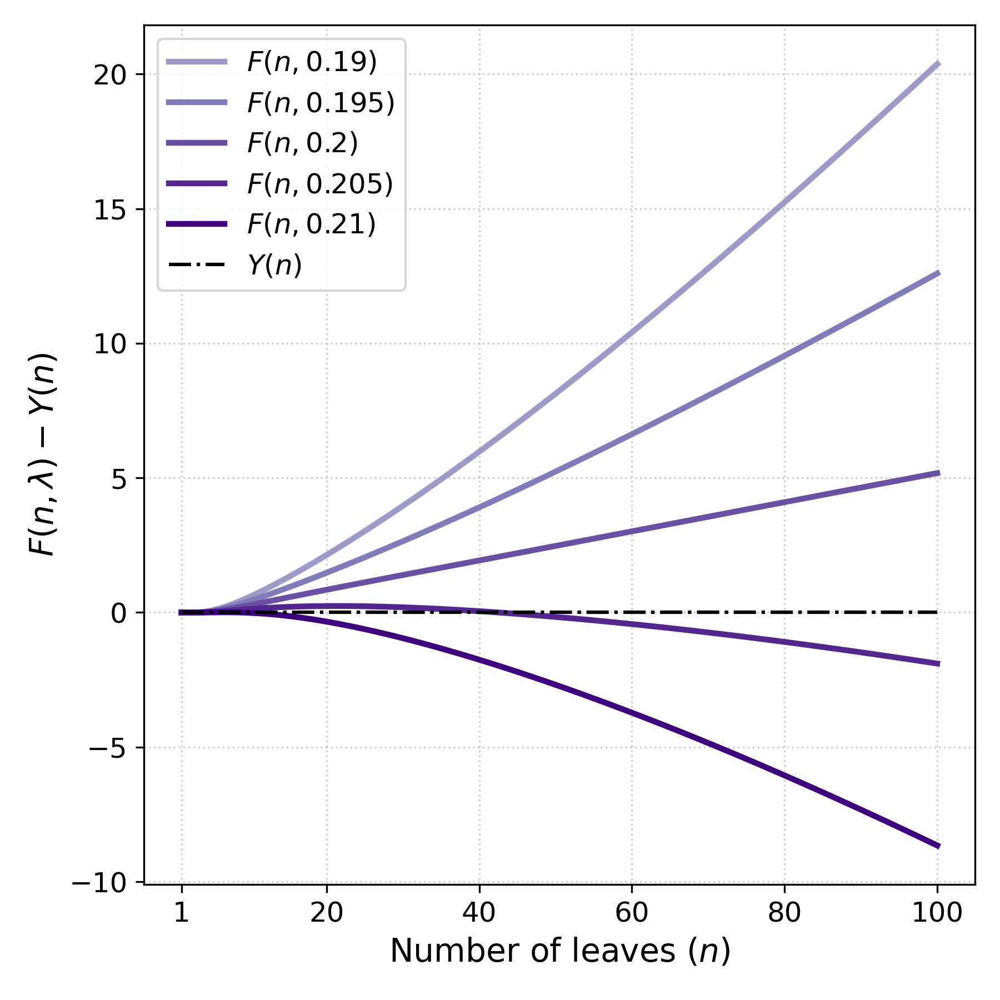 F(n, 0.19)
F(n, 0.195)
F(n, 0.2)
F(n, 0.205)
F(n, 0.21)
Y(n)
F(n, λ) − Y(n)
20
15
10
5
0
−5
−10
1 20 40 60 80 100
Number of leaves (n)